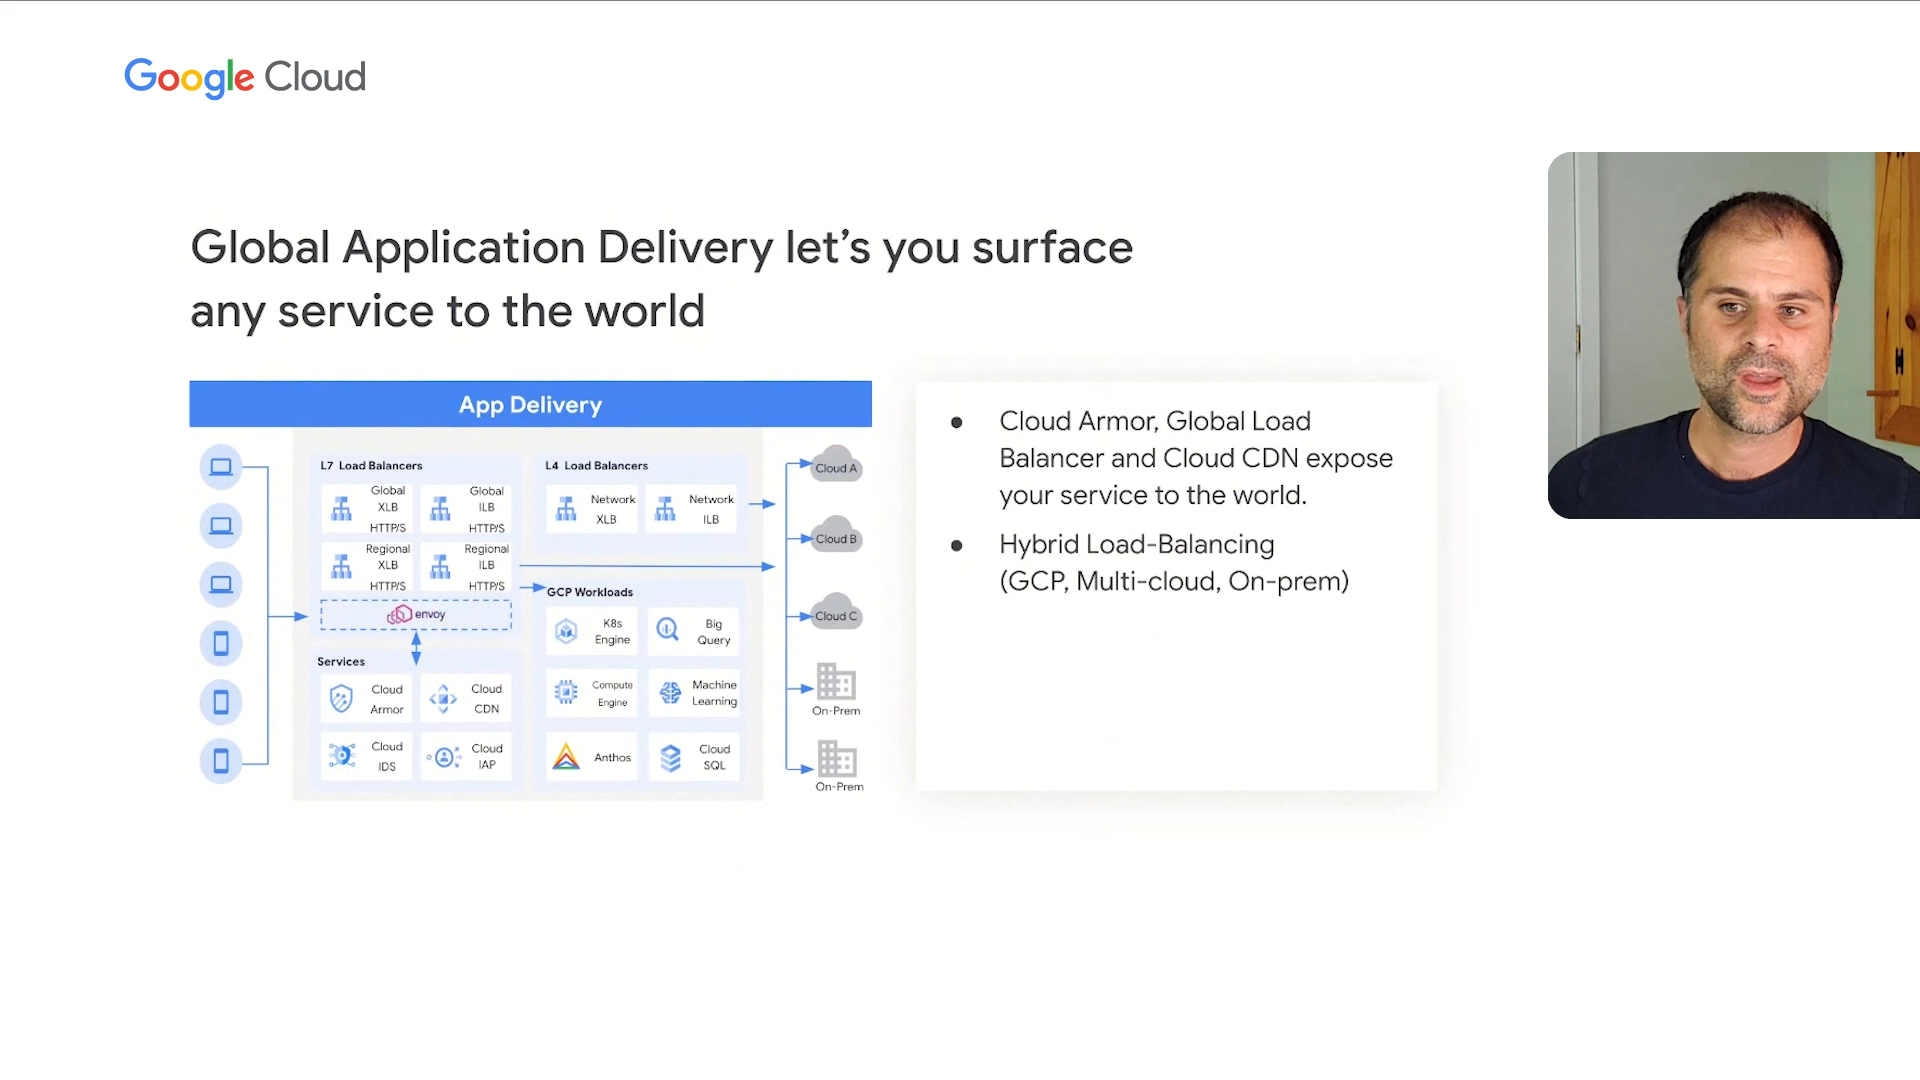 Google Cloud
Global Application Delivery let's you surface
any service to the world
App Delivery
L7 Load Balancers
Global
XLB
HTTP/S
Global
ILB
HTTP/S
Regional
XLB
HTTP/S
Regional
ILB
HTTP/S
envoy
Services
Cloud
Armor
Cloud
CDN
Cloud
IDS
Cloud
IAP
L4 Load Balancers
Network
XLB
Network
ILB
GCP Workloads
K8s
Engine
Big
Query
Compute
Engine
Machine
Learning
Anthos
Cloud
SQL
Cloud A
Cloud B
Cloud C
On-Prem
On-Prem
● Cloud Armor, Global Load
Balancer and Cloud CDN expose
your service to the world.
● Hybrid Load-Balancing
(GCP, Multi-cloud, On-prem)